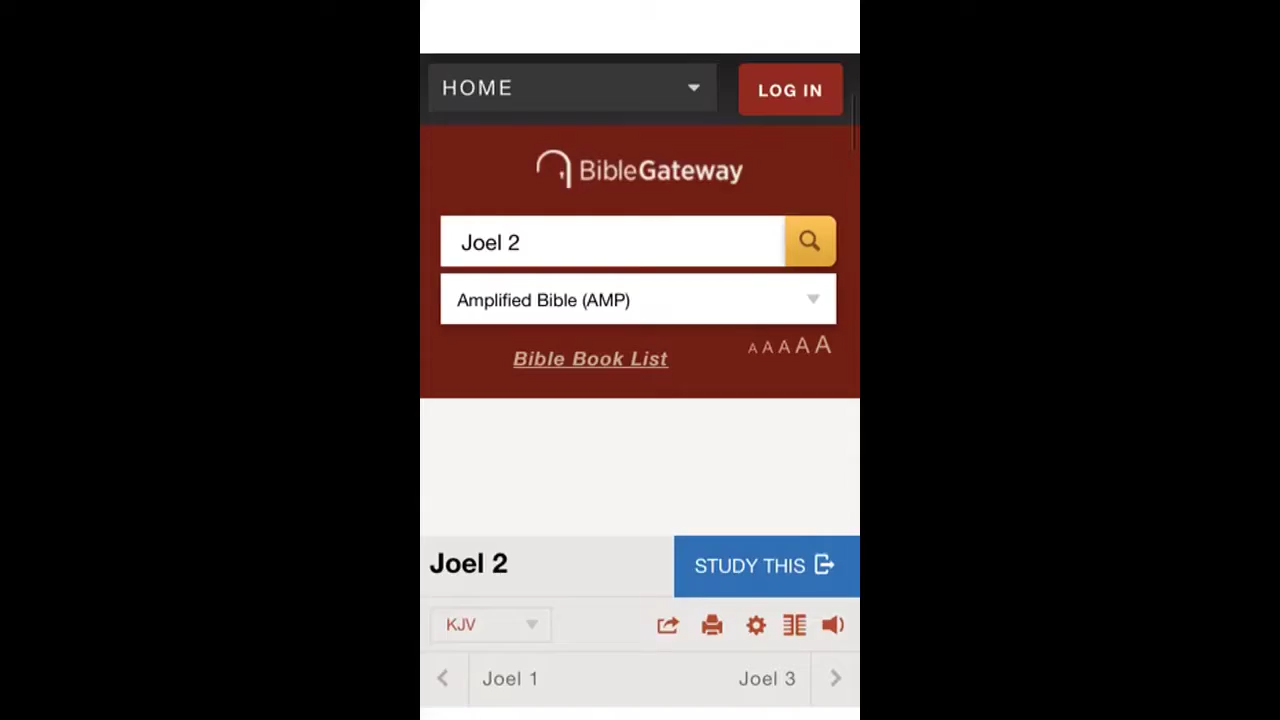 HOME
LOG IN
BibleGateway
Joel 2
Amplified Bible (AMP)
Bible Book List
A A A A A
Joel 2
STUDY THIS
KJV
Joel 1
Joel 3